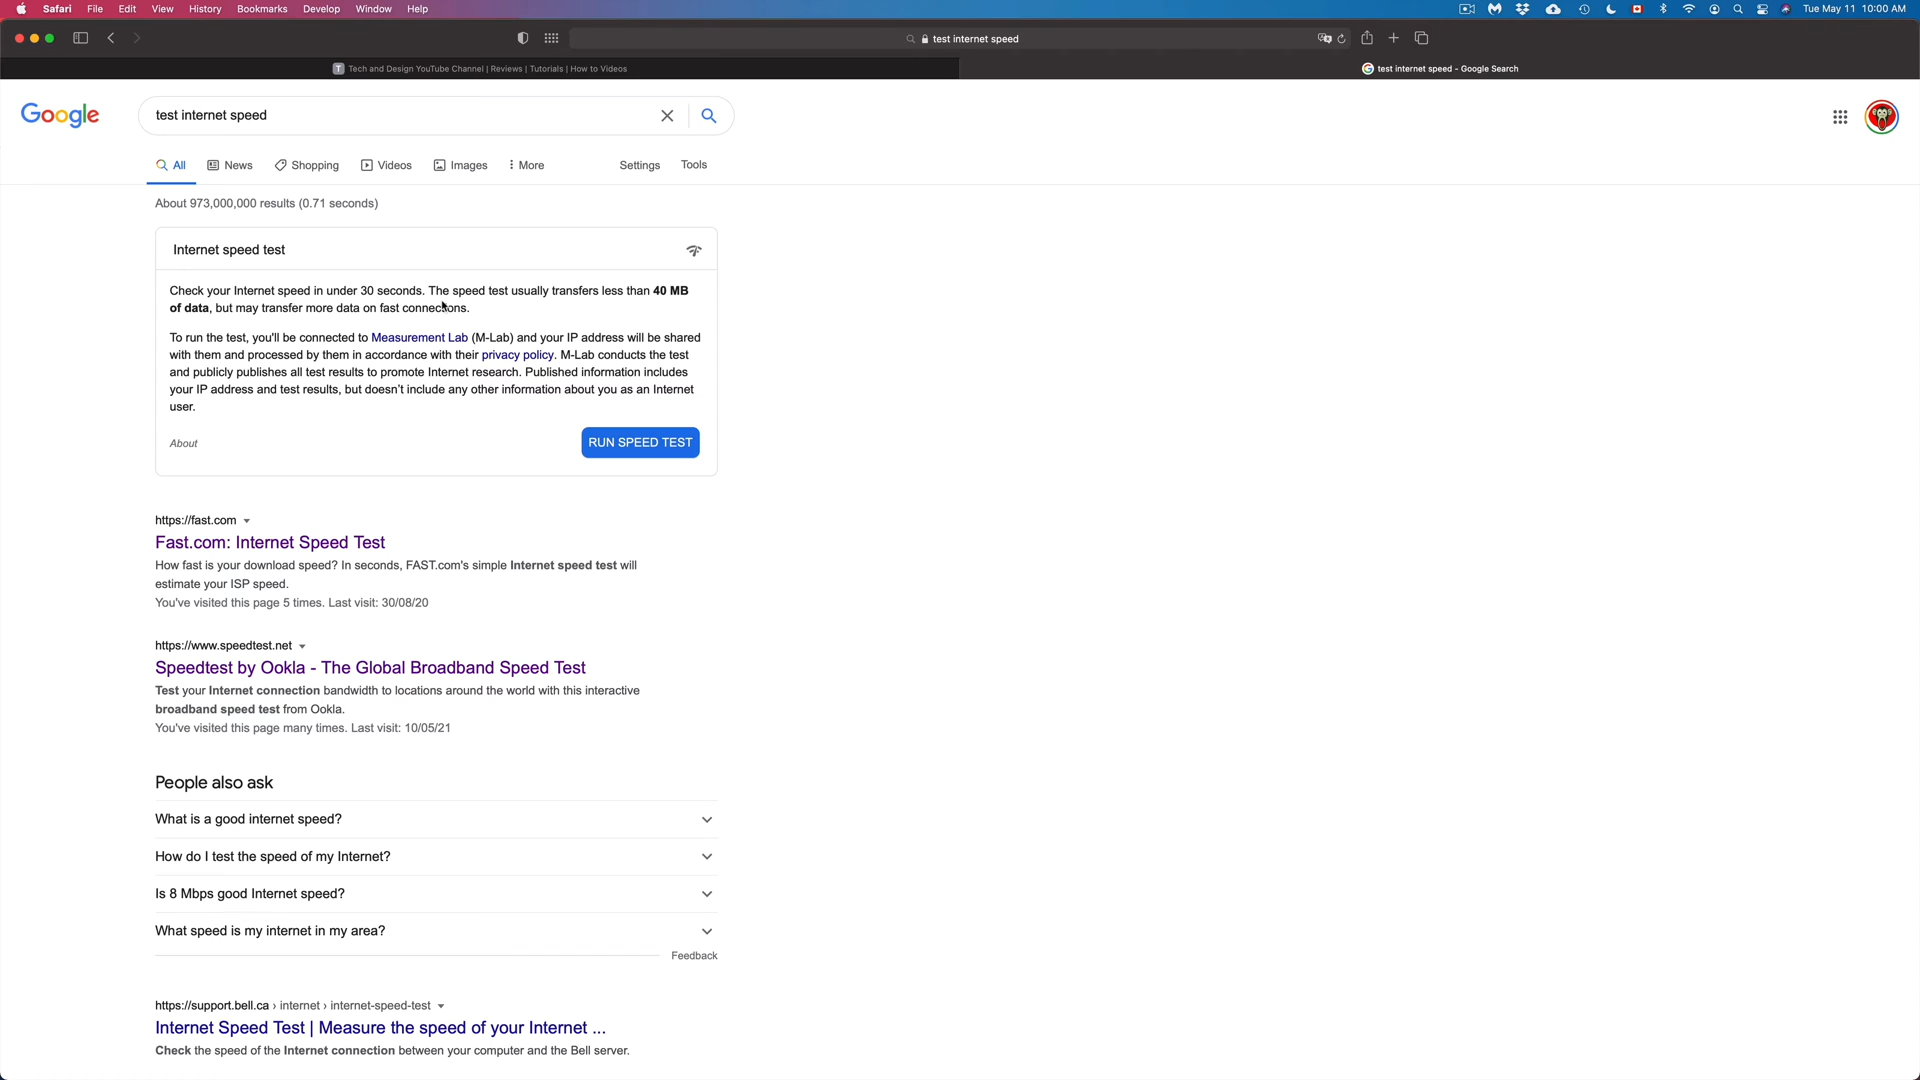 Safari File Edit View History Bookmarks Develop Window Help Tue May 11 10:00 AM
test internet speed
Tech and Design YouTube Channel | Reviews | Tutorials | How to Videos
test internet speed - Google Search
Google
test internet speed
All News Shopping Videos Images More Settings Tools
About 973,000,000 results (0.71 seconds)
Internet speed test
Check your Internet speed in under 30 seconds. The speed test usually transfers less than 40 MB
of data, but may transfer more data on fast connections.
To run the test, you'll be connected to Measurement Lab (M-Lab) and your IP address will be shared
with them and processed by them in accordance with their privacy policy. M-Lab conducts the test
and publicly publishes all test results to promote Internet research. Published information includes
your IP address and test results, but doesn't include any other information about you as an Internet
user.
About RUN SPEED TEST
https://fast.com
Fast.com: Internet Speed Test
How fast is your download speed? In seconds, FAST.com's simple Internet speed test will
estimate your ISP speed.
You've visited this page 5 times. Last visit: 30/08/20
https://www.speedtest.net
Speedtest by Ookla - The Global Broadband Speed Test
Test your Internet connection bandwidth to locations around the world with this interactive
broadband speed test from Ookla.
You've visited this page many times. Last visit: 10/05/21
People also ask
What is a good internet speed?
How do I test the speed of my Internet?
Is 8 Mbps good Internet speed?
What speed is my internet in my area?
Feedback
https://support.bell.ca › internet › internet-speed-test
Internet Speed Test | Measure the speed of your Internet ...
Check the speed of the Internet connection between your computer and the Bell server.